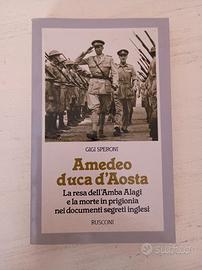 GIGI SPERONI
Amedeo
duca d'Aosta
La resa dell'Amba Alagi
e la morte in prigionia
nei documenti segreti inglesi
RUSCONI
subito